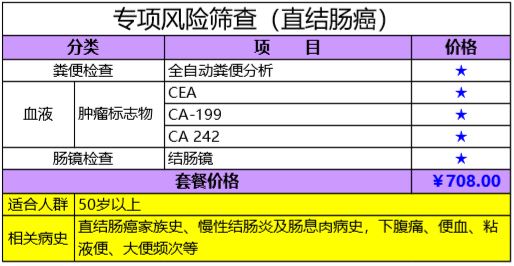 专项风险筛查（直结肠癌）
分类 项 目 价格
粪便检查 全自动粪便分析 ★
血液 肿瘤标志物 CEA ★
CA-199 ★
CA 242 ★
肠镜检查 结肠镜 ★
套餐价格 ￥708.00
适合人群 50岁以上
相关病史 直结肠癌家族史、慢性结肠炎及肠息肉病史，下腹痛、便血、粘
液便、大便频次等